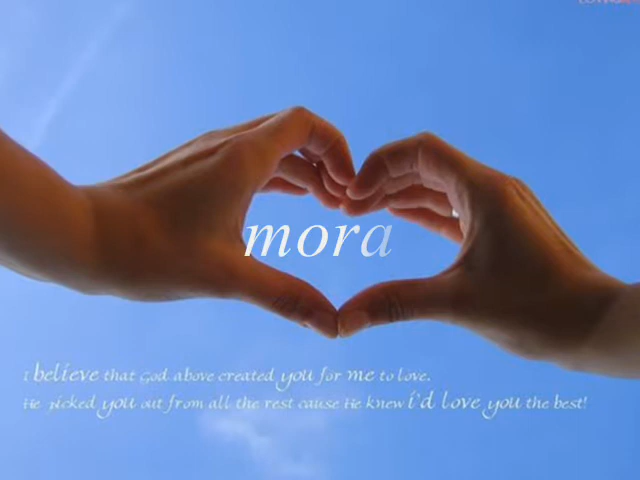 mora
I believe that God above created you for me to love.
He picked you out from all the rest cause He knew i'd love you the best!